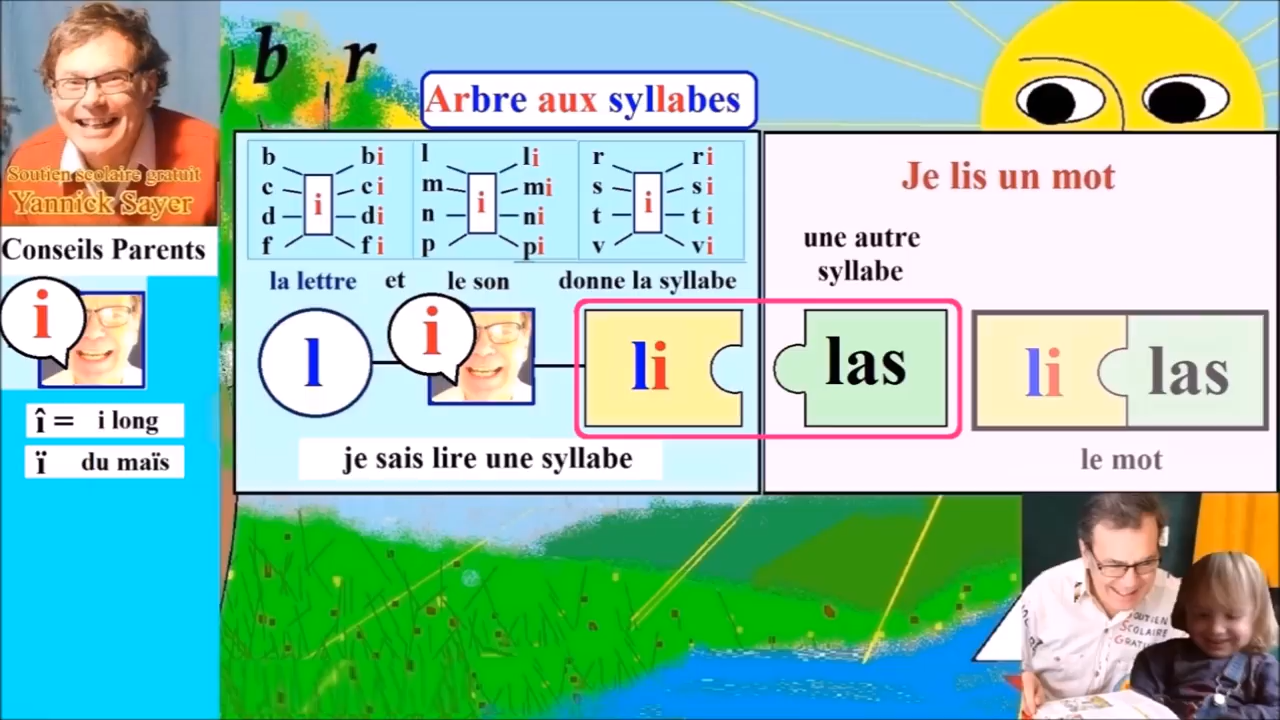 b r
Arbre aux syllabes
Soutien scolaire gratuit
Yannick Sayer
Conseils Parents
i
î = i long
ï du maïs
b bi
c ci
d di
f fi
i
l li
m mi
n ni
p pi
i
r ri
s si
t ti
v vi
i
la lettre et le son donne la syllabe
l i li
je sais lire une syllabe
Je lis un mot
une autre
syllabe
las
li las
le mot
SOUTIEN
SCOLAIRE
GRATUIT